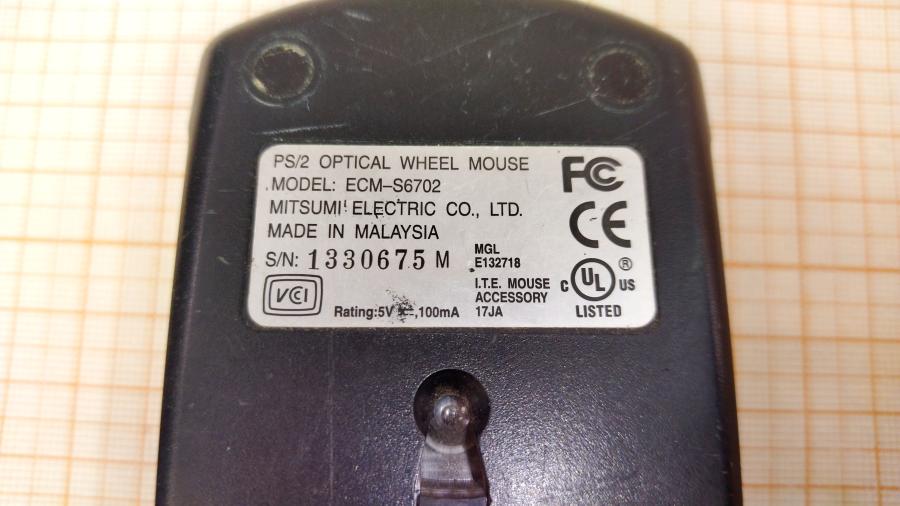 PS/2 OPTICAL WHEEL MOUSE
MODEL: ECM-S6702
MITSUMI ELECTRIC CO., LTD.
MADE IN MALAYSIA
S/N: 1330675 M
MGL
E132718
I.T.E. MOUSE
ACCESSORY
17JA
VCCI
Rating:5V ⎓,100mA
FC
CE
C UL ® US
LISTED